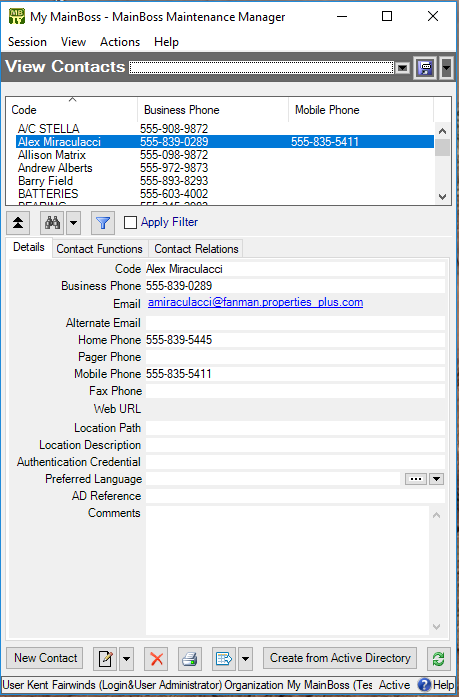 My MainBoss - MainBoss Maintenance Manager
Session View Actions Help
View Contacts
Code Business Phone Mobile Phone
A/C STELLA 555-908-9872
Alex Miraculacci 555-839-0289 555-835-5411
Allison Matrix 555-098-9872
Andrew Alberts 555-972-9873
Barry Field 555-893-8293
BATTERIES 555-603-4002
Apply Filter
Details Contact Functions Contact Relations
Code Alex Miraculacci
Business Phone 555-839-0289
Email amiraculacci@fanman.properties_plus.com
Alternate Email
Home Phone 555-839-5445
Pager Phone
Mobile Phone 555-835-5411
Fax Phone
Web URL
Location Path
Location Description
Authentication Credential
Preferred Language ...
AD Reference
Comments
New Contact Create from Active Directory
User Kent Fairwinds (Login&User Administrator) Organization My MainBoss (Tes Active Help